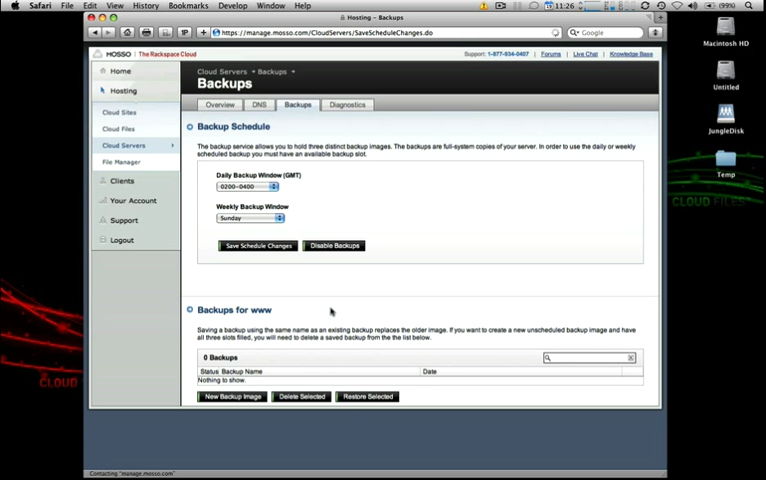 Safari File Edit View History Bookmarks Develop Window Help 11:26 (99%)
Hosting - Backups
https://manage.mosso.com/CloudServers/SaveScheduleChanges.do
Google
MOSSO The Rackspace Cloud
Support: 1-877-934-0407 Forums Live Chat Knowledge Base
Home
Hosting
Cloud Sites
Cloud Files
Cloud Servers
File Manager
Clients
Your Account
Support
Logout
Cloud Servers Backups
Backups
Overview DNS Backups Diagnostics
Backup Schedule
The backup service allows you to hold three distinct backup images. The backups are full-system copies of your server. In order to use the daily or weekly
scheduled backup you must have an available backup slot.
Daily Backup Window (GMT)
0200-0400
Weekly Backup Window
Sunday
Save Schedule Changes Disable Backups
Backups for www
Saving a backup using the same name as an existing backup replaces the older image. If you want to create a new unscheduled backup image and have
all three slots filled, you will need to delete a saved backup from the the list below.
0 Backups
Status Backup Name Date
Nothing to show.
New Backup Image Delete Selected Restore Selected
Contacting "manage.mosso.com"
Macintosh HD
Untitled
JungleDisk
Temp
CLOUD FILES
CLOUD